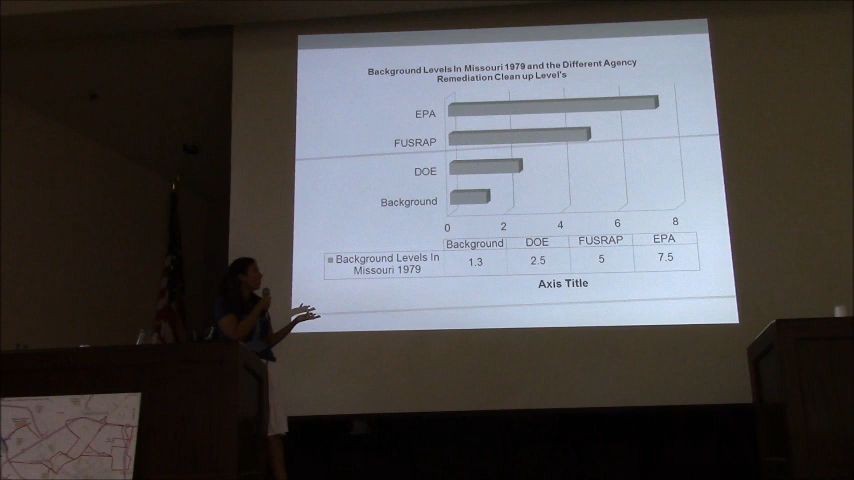 Background Levels In Missouri 1979 and the Different Agency
Remediation Clean up Level's
EPA
FUSRAP
DOE
Background
0 2 4 6 8
Background DOE FUSRAP EPA
Background Levels In
Missouri 1979
1.3 2.5 5 7.5
Axis Title